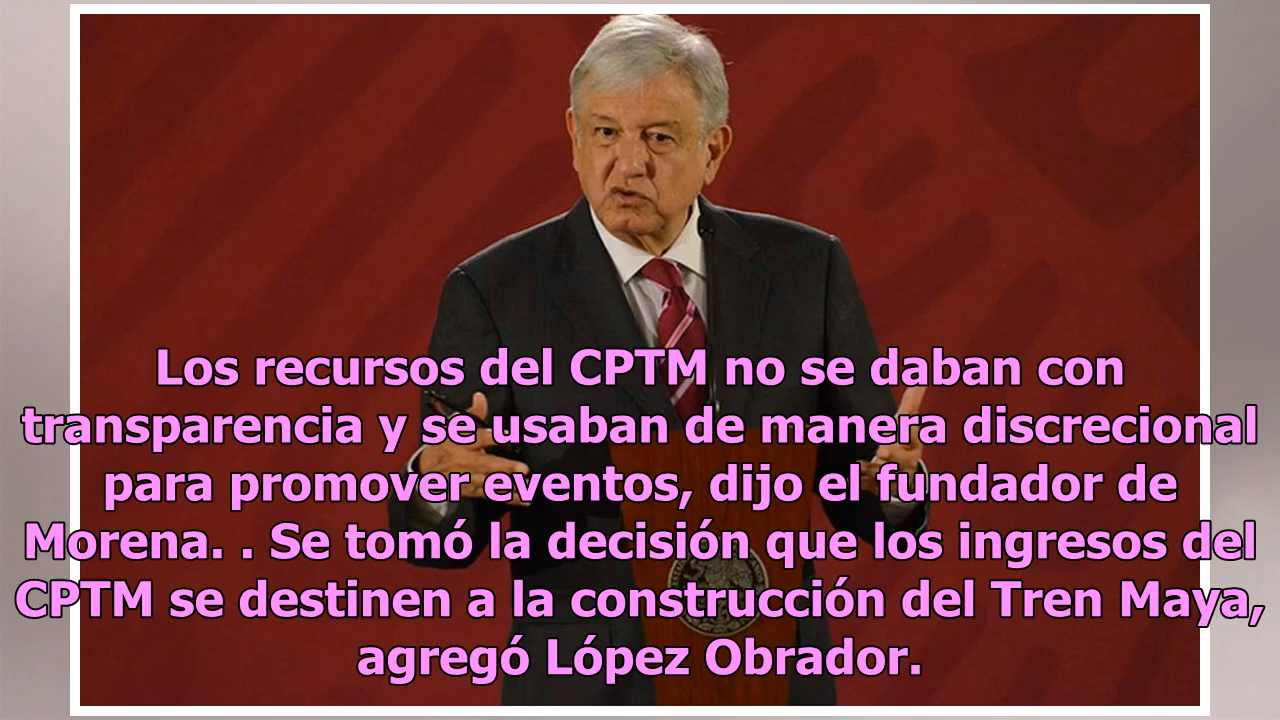 Los recursos del CPTM no se daban con
transparencia y se usaban de manera discrecional
para promover eventos, dijo el fundador de
Morena. . Se tomó la decisión que los ingresos del
CPTM se destinen a la construcción del Tren Maya,
agregó López Obrador.